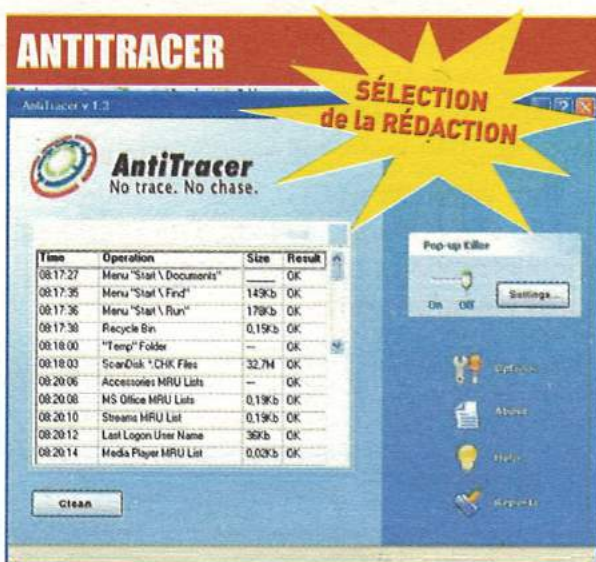 ANTITRACER
SÉLECTION
de la RÉDACTION
AntiTracer v 1.3
AntiTracer
No trace. No chase.
Time Operation Size Result
08:17:27 Menu "Start \ Documents" ____ OK
08:17:35 Menu "Start \ Find" 149Kb OK
08:17:36 Menu "Start \ Run" 178Kb OK
08:17:38 Recycle Bin 0,15Kb OK
08:18:00 "Temp" Folder -- OK
08:18:03 ScanDisk *.CHK Files 32,7M OK
08:20:06 Accessories MRU Lists -- OK
08:20:08 MS Office MRU Lists 0,19Kb OK
08:20:10 Streams MRU List 0,19Kb OK
08:20:12 Last Logon User Name 36Kb OK
08:20:14 Media Player MRU List 0,02Kb OK
Pop-up Killer
On Off Settings...
Options
About
Help
Reports
Clean